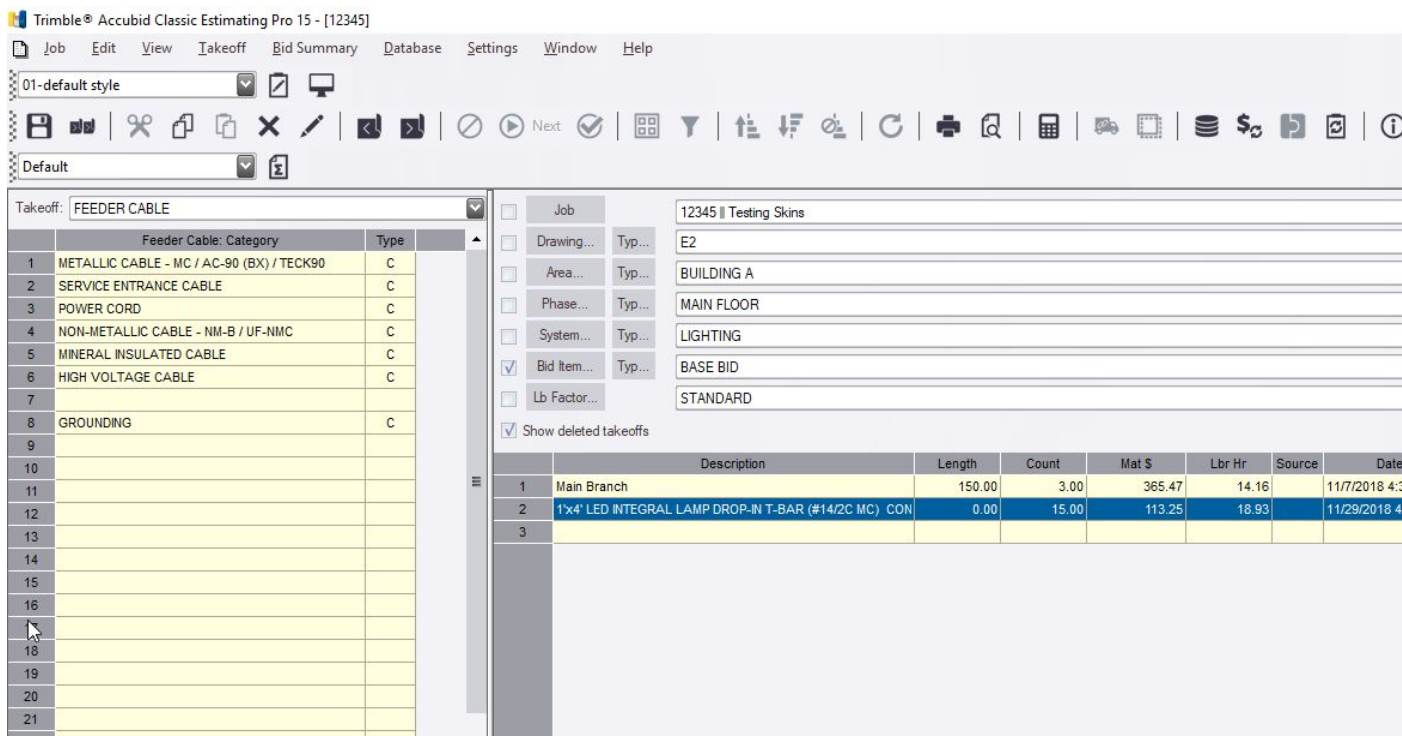 Trimble® Accubid Classic Estimating Pro 15 - [12345]
Job Edit View Takeoff Bid Summary Database Settings Window Help
01-default style
Next
Default
Takeoff: FEEDER CABLE
Feeder Cable: Category Type
1 METALLIC CABLE - MC / AC-90 (BX) / TECK90 C
2 SERVICE ENTRANCE CABLE C
3 POWER CORD C
4 NON-METALLIC CABLE - NM-B / UF-NMC C
5 MINERAL INSULATED CABLE C
6 HIGH VOLTAGE CABLE C
7
8 GROUNDING C
9
10
11
12
13
14
15
16
18
19
20
21
Job 12345 || Testing Skins
Drawing... Typ... E2
Area... Typ... BUILDING A
Phase... Typ... MAIN FLOOR
System... Typ... LIGHTING
Bid Item... Typ... BASE BID
Lb Factor... STANDARD
Show deleted takeoffs
Description Length Count Mat $ Lbr Hr Source Date
1 Main Branch 150.00 3.00 365.47 14.16 11/7/2018 4:3
2 1'x4' LED INTEGRAL LAMP DROP-IN T-BAR (#14/2C MC) CON 0.00 15.00 113.25 18.93 11/29/2018 4
3